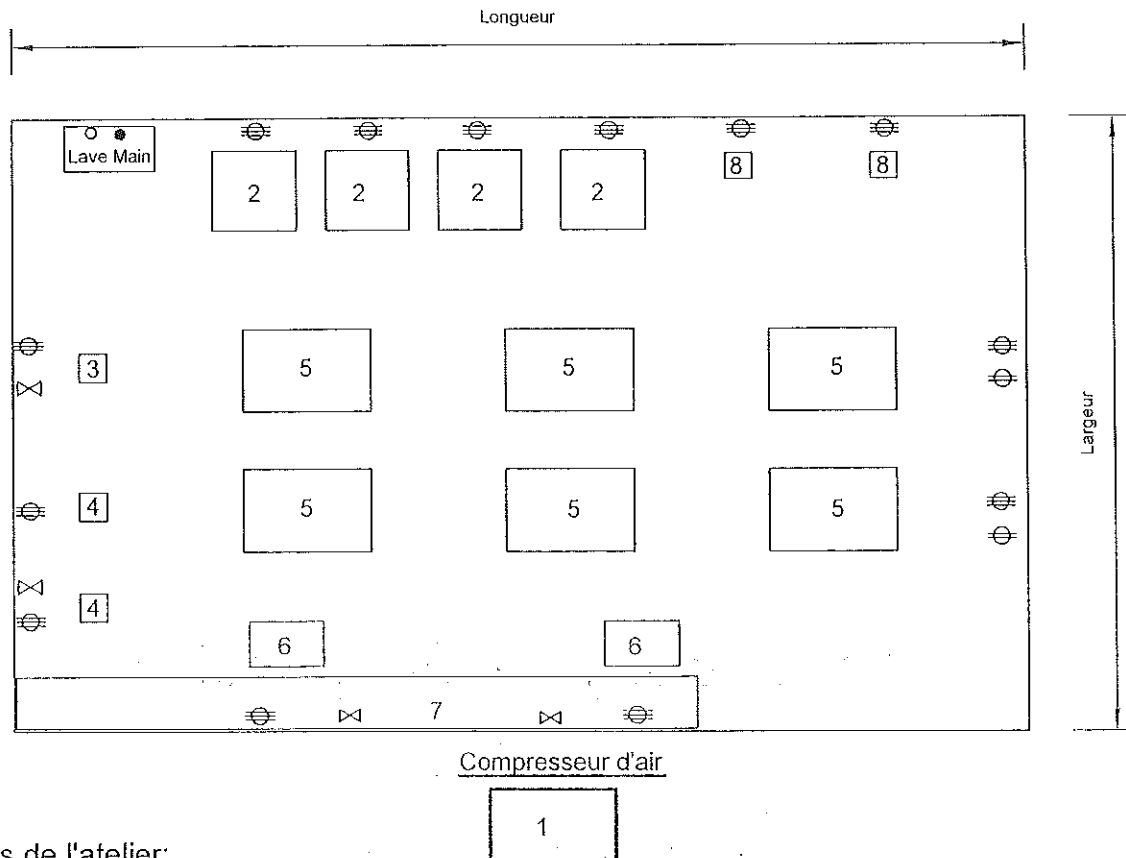 Longueur
Lave Main
2 2 2 2 8 8
3 5 5 5
Largeur
4 5 5 5
4
6 6
7
Compresseur d'air
1
s de l'atelier: